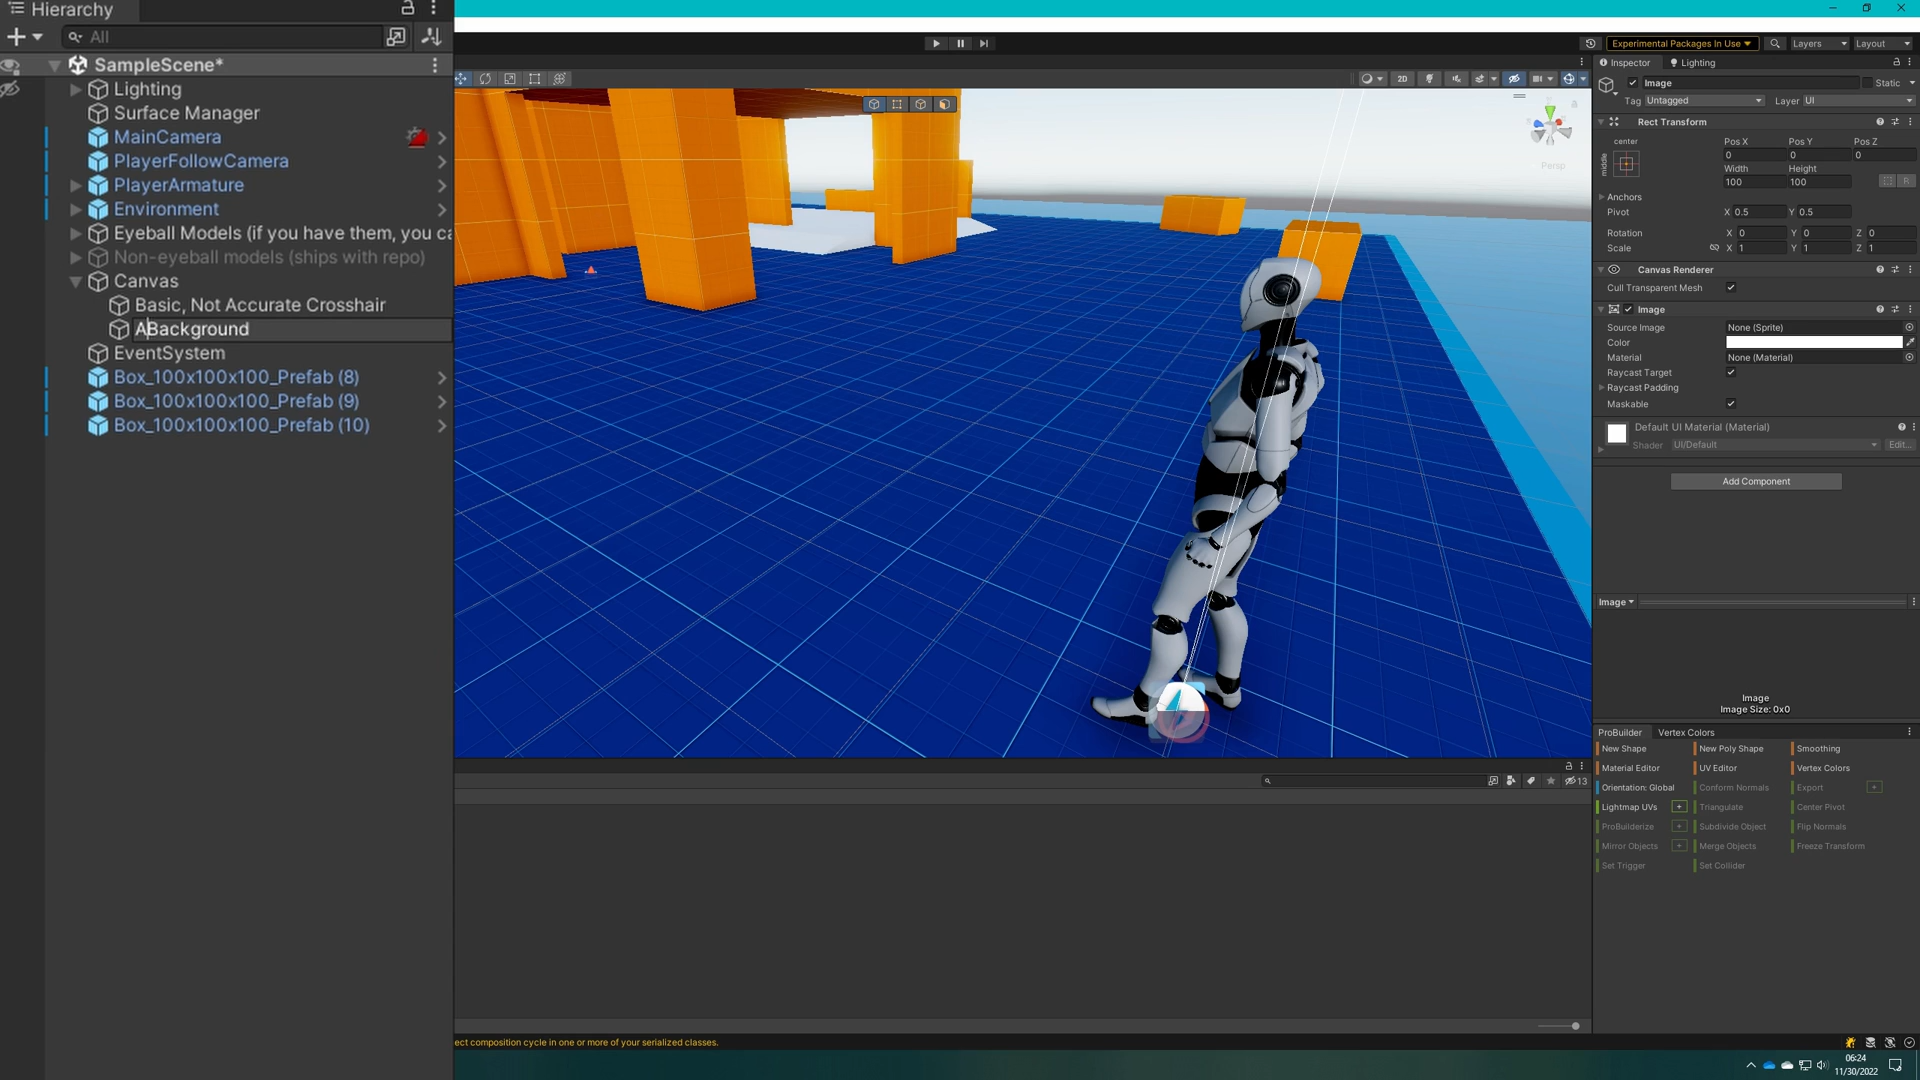 Hierarchy
All
SampleScene*
Lighting
Surface Manager
MainCamera
PlayerFollowCamera
PlayerArmature
Environment
Eyeball Models (if you have them, you ca
Non-eyeball models (ships with repo)
Canvas
Basic, Not Accurate Crosshair
ABackground
EventSystem
Box_100x100x100_Prefab (8)
Box_100x100x100_Prefab (9)
Box_100x100x100_Prefab (10)
Experimental Packages In Use
Layers
Layout
2D
Persp
Inspector
Lighting
Image
Static
Tag Untagged
Layer UI
Rect Transform
center
middle
Pos X Pos Y Pos Z
0 0 0
Width Height
100 100
R
Anchors
Pivot X 0.5 Y 0.5
Rotation X 0 Y 0 Z 0
Scale X 1 Y 1 Z 1
Canvas Renderer
Cull Transparent Mesh
Image
Source Image None (Sprite)
Color
Material None (Material)
Raycast Target
Raycast Padding
Maskable
Default UI Material (Material)
Shader UI/Default Edit...
Add Component
Image
Image
Image Size: 0x0
ProBuilder Vertex Colors
New Shape New Poly Shape Smoothing
Material Editor UV Editor Vertex Colors
Orientation: Global Conform Normals Export +
Lightmap UVs + Triangulate Center Pivot
ProBuilderize + Subdivide Object Flip Normals
Mirror Objects + Merge Objects Freeze Transform
Set Trigger Set Collider
13
ect composition cycle in one or more of your serialized classes.
06:24
11/30/2022